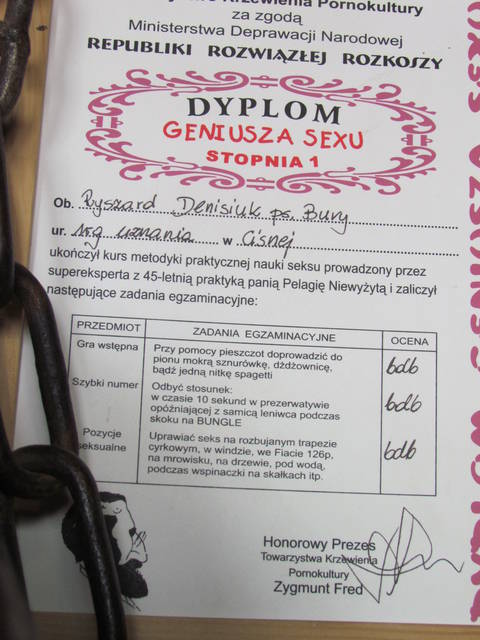 Krzewienia Pornokultury
za zgodą
Ministerstwa Deprawacji Narodowej
REPUBLIKI ROZWIĄZŁEJ ROZKOSZY
DYPLOM
GENIUSZA SEXU
STOPNIA 1
Ob. Ryszard Denisiuk ps. Bury
ur. wg uznania w Cisnej
ukończył kurs metodyki praktycznej nauki seksu prowadzony przez
supereksperta z 45-letnią praktyką panią Pelagię Niewyżytą i zaliczył
następujące zadania egzaminacyjne:
PRZEDMIOT ZADANIA EGZAMINACYJNE OCENA
Gra wstępna Przy pomocy pieszczot doprowadzić do
pionu mokrą sznurówkę, dżdżownicę,
bądź jedną nitkę spagetti bdb
Szybki numer Odbyć stosunek:
w czasie 10 sekund w prezerwatywie
opóźniającej z samicą leniwca podczas
skoku na BUNGLE bdb
Pozycje
seksualne Uprawiać seks na rozbujanym trapezie
cyrkowym, w windzie, we Fiacie 126p,
na mrowisku, na drzewie, pod wodą,
podczas wspinaczki na skałkach itp. bdb
Honorowy Prezes
Towarzystwa Krzewienia
Pornokultury
Zygmunt Fred